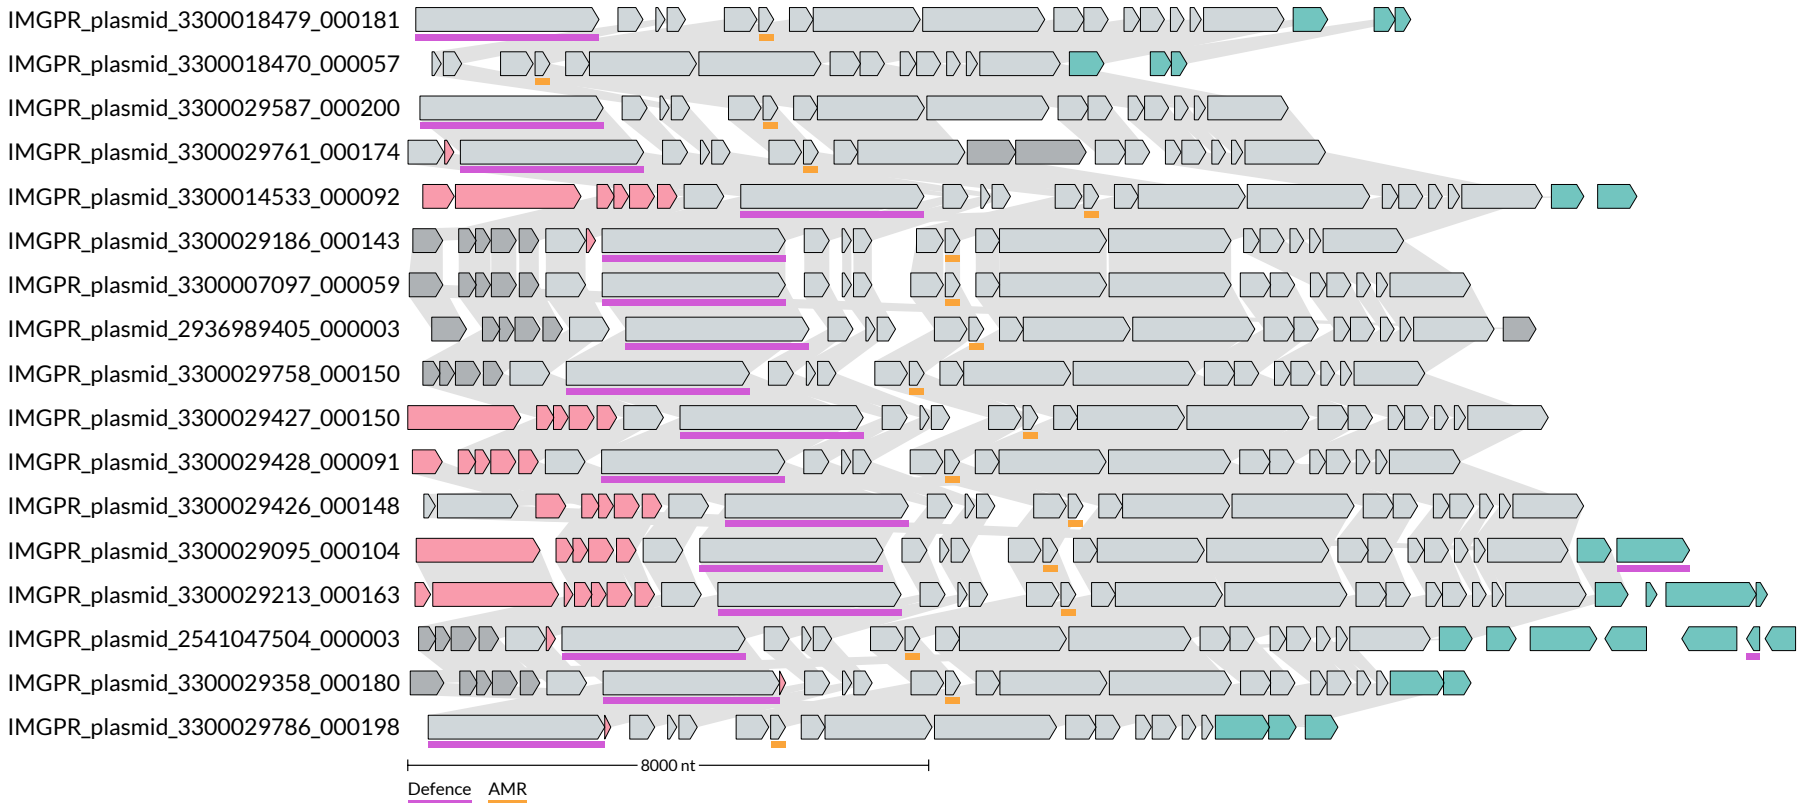 IMGPR_plasmid_3300018479_000181
IMGPR_plasmid_3300018470_000057
IMGPR_plasmid_3300029587_000200
IMGPR_plasmid_3300029761_000174
IMGPR_plasmid_3300014533_000092
IMGPR_plasmid_3300029186_000143
IMGPR_plasmid_3300007097_000059
IMGPR_plasmid_2936989405_000003
IMGPR_plasmid_3300029758_000150
IMGPR_plasmid_3300029427_000150
IMGPR_plasmid_3300029428_000091
IMGPR_plasmid_3300029426_000148
IMGPR_plasmid_3300029095_000104
IMGPR_plasmid_3300029213_000163
IMGPR_plasmid_2541047504_000003
IMGPR_plasmid_3300029358_000180
IMGPR_plasmid_3300029786_000198
8000 nt
Defence AMR